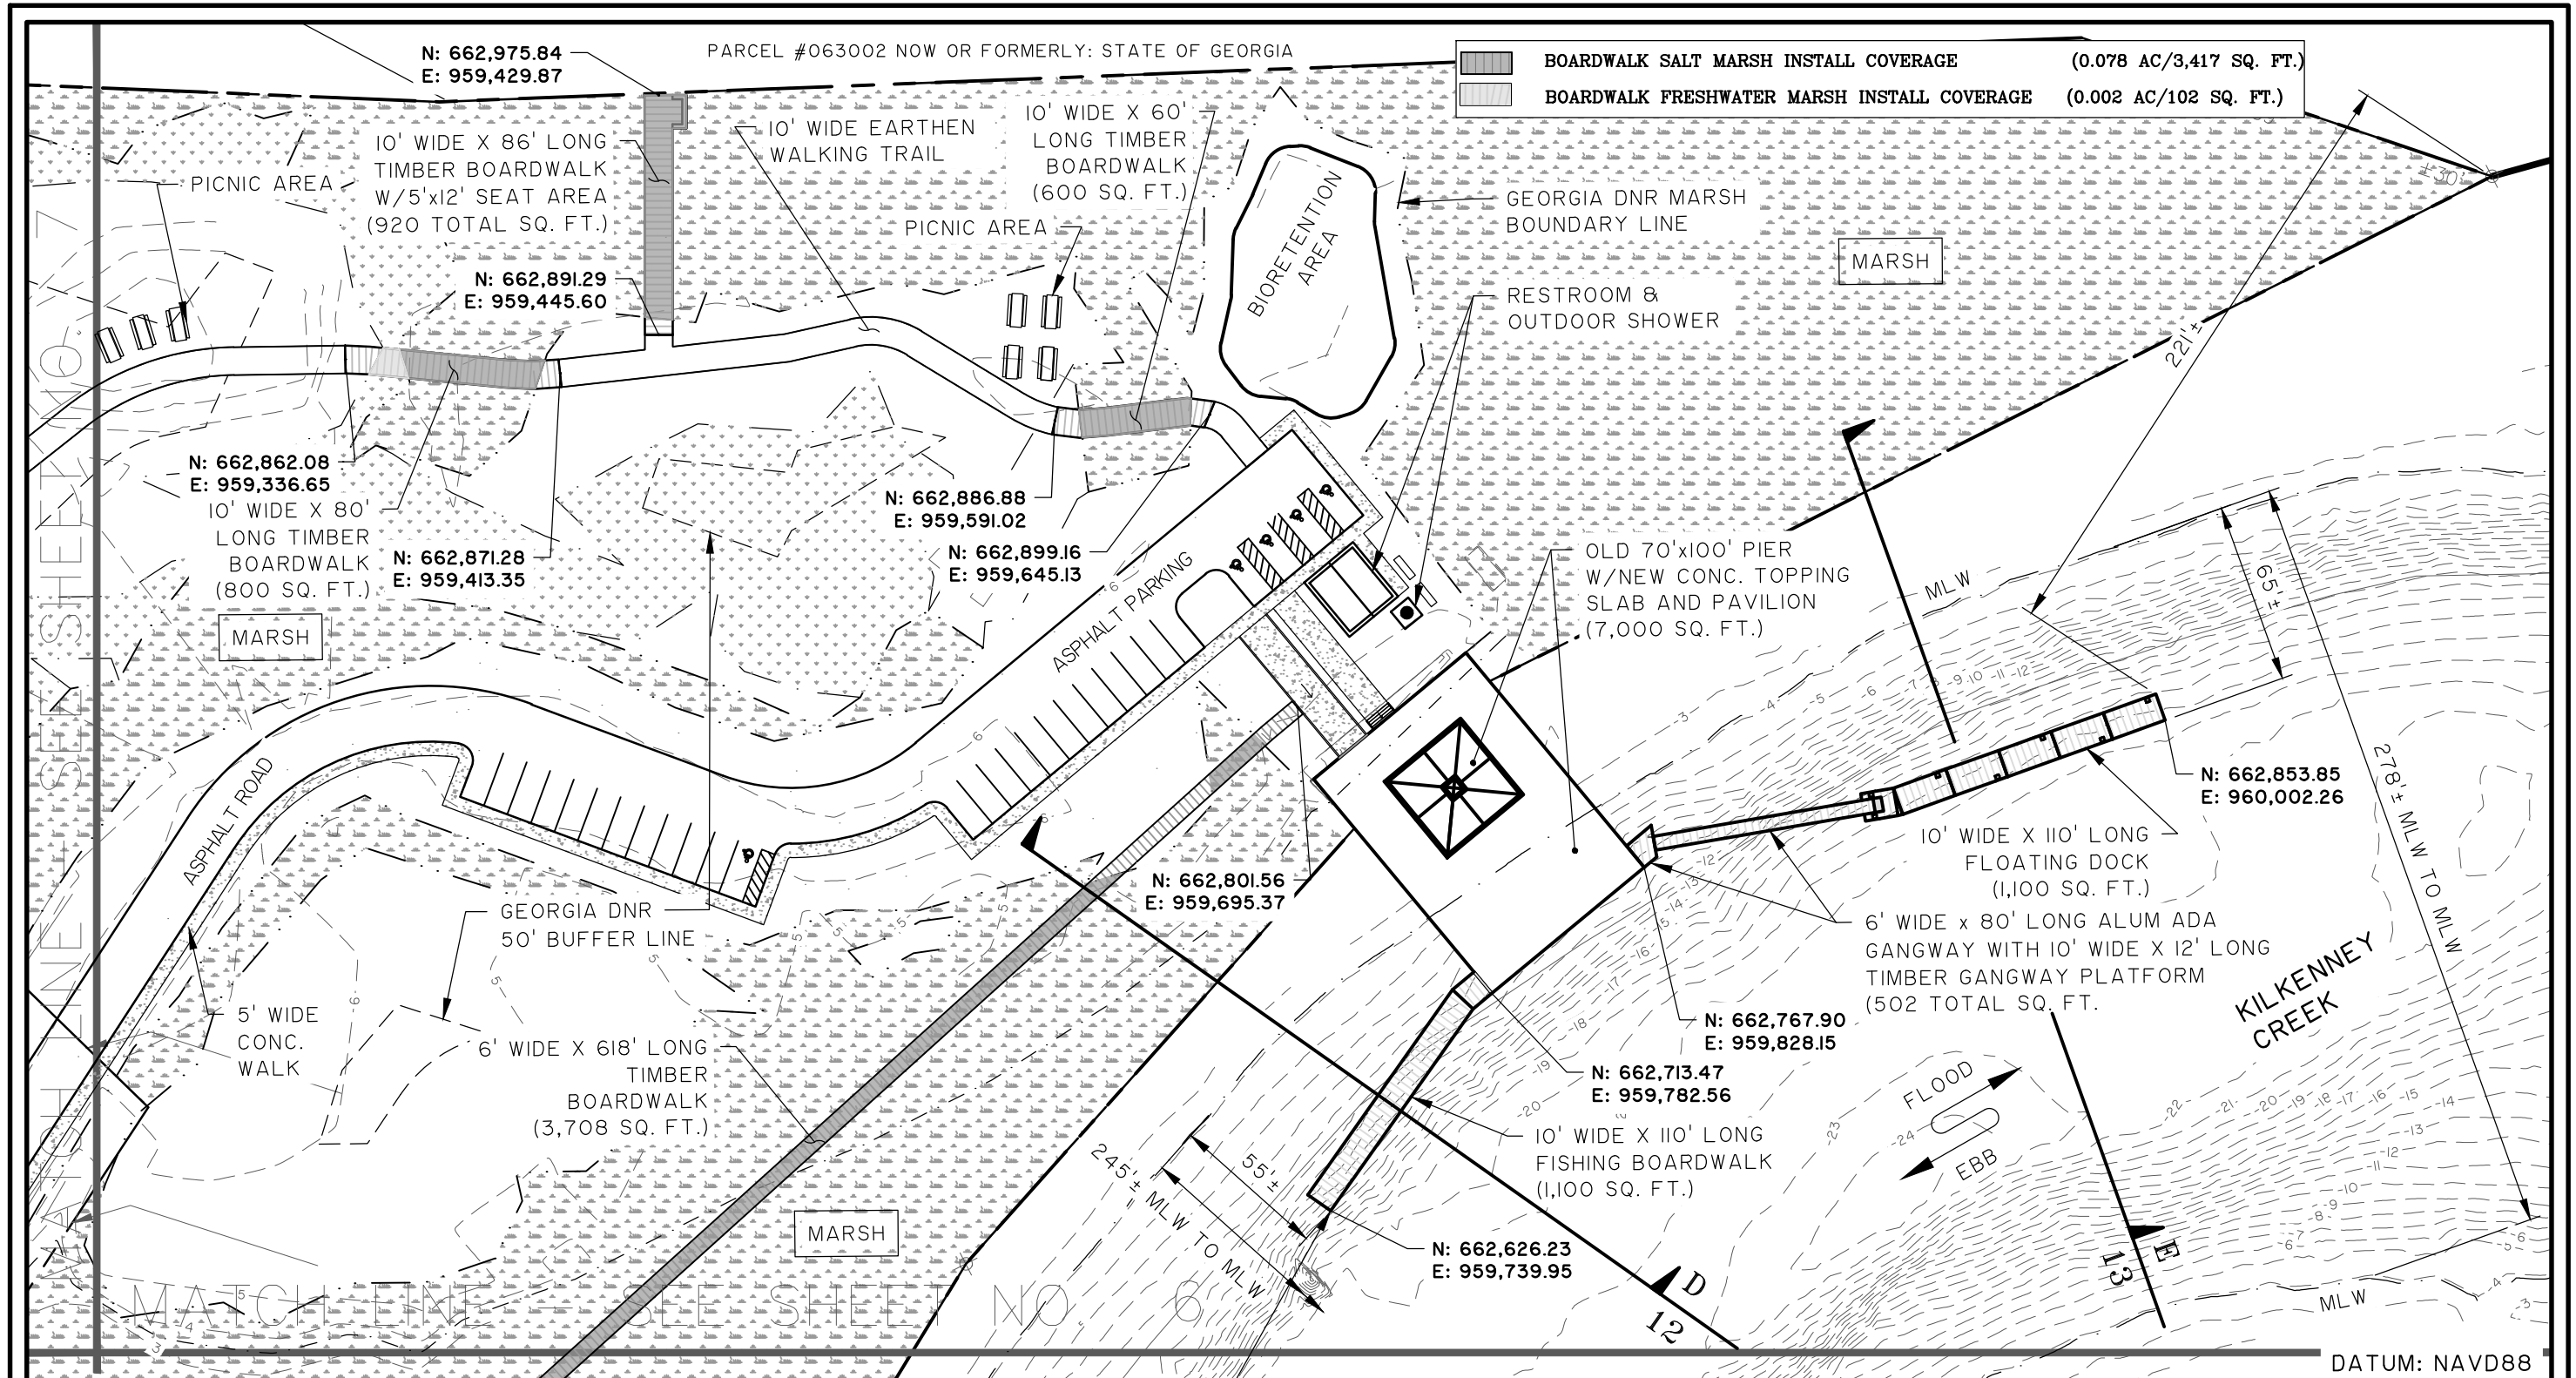 N: 662,975.84
E: 959,429.87
PARCEL #063002 NOW OR FORMERLY: STATE OF GEORGIA
BOARDWALK SALT MARSH INSTALL COVERAGE (0.078 AC/3,417 SQ. FT.)
BOARDWALK FRESHWATER MARSH INSTALL COVERAGE (0.002 AC/102 SQ. FT.)
10' WIDE X 86' LONG
TIMBER BOARDWALK
W/5'x12' SEAT AREA
(920 TOTAL SQ. FT.)
10' WIDE EARTHEN
WALKING TRAIL
10' WIDE X 60'
LONG TIMBER
BOARDWALK
(600 SQ. FT.)
PICNIC AREA
PICNIC AREA
BIORETENTION
AREA
GEORGIA DNR MARSH
BOUNDARY LINE
±30'
MARSH
N: 662,891.29
E: 959,445.60
RESTROOM &
OUTDOOR SHOWER
221'±
N: 662,862.08
E: 959,336.65
10' WIDE X 80'
LONG TIMBER
BOARDWALK
(800 SQ. FT.)
N: 662,871.28
E: 959,413.35
N: 662,886.88
E: 959,591.02
N: 662,899.16
E: 959,645.13
OLD 70'x100' PIER
W/NEW CONC. TOPPING
SLAB AND PAVILION
(7,000 SQ. FT.)
MLW
65'±
MARSH
ASPHALT PARKING
ASPHALT ROAD
278'± MLW TO MLW
N: 662,853.85
E: 960,002.26
10' WIDE X 110' LONG
FLOATING DOCK
(1,100 SQ. FT.)
N: 662,801.56
E: 959,695.37
GEORGIA DNR
50' BUFFER LINE
6' WIDE x 80' LONG ALUM ADA
GANGWAY WITH 10' WIDE X 12' LONG
TIMBER GANGWAY PLATFORM
(502 TOTAL SQ. FT.
KILKENNEY
CREEK
5' WIDE
CONC.
WALK
6' WIDE X 618' LONG
TIMBER
BOARDWALK
(3,708 SQ. FT.)
N: 662,767.90
E: 959,828.15
N: 662,713.47
E: 959,782.56
FLOOD
EBB
10' WIDE X 110' LONG
FISHING BOARDWALK
(1,100 SQ. FT.)
245'± MLW TO MLW
55'±
MARSH
N: 662,626.23
E: 959,739.95
D
12
E
13
MLW
MATCH LINE - SEE SHEET NO. 6
MATCH LINE - SEE SHEET NO. 7
DATUM: NAVD88